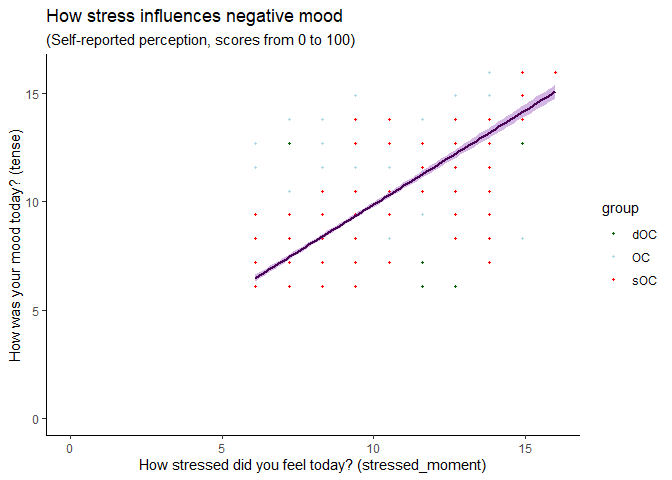 How stress influences negative mood
(Self-reported perception, scores from 0 to 100)
How was your mood today? (tense)
15
10
5
0
0 5 10 15
How stressed did you feel today? (stressed_moment)
group
dOC
OC
sOC